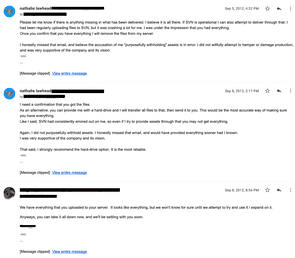 nathalie lawhead
Sep 5, 2012, 4:32 PM
to
Please let me know if there is anything missing in what has been delivered. I believe it is all there. If SVN is operational I can also attempt to deliver through that. I
had been regularly uploading files to SVN, but it was crashing a lot for me. I was under the impression that you had everything.
Once you confirm that you have everything I will remove the files from my server.
I honestly missed that email, and believe the accusation of me "purposefully withholding" assets is in error. I did not willfully attempt to hamper or damage production,
and was very supportive of the company and its vision.
[Message clipped] View entire message
nathalie lawhead
Sep 6, 2012, 2:17 PM
to
I need a confirmation that you got the files.
As an alternative, you can provide me with a hard-drive and I will transfer all files to that, then send it to you. This would be the most accurate way of making sure
you have everything.
Like I said, SVN had consistently errored out on me, so even if I try to provide assets through that you may not get everything.
Again, I did not purposefully withhold assets. I honestly missed that email, and would have provided everything sooner had I known.
I was very supportive of the company and its vision.
That said, I strongly recommend the hard-drive option. It is the most reliable.
[Message clipped] View entire message
Sep 6, 2012, 8:56 PM
We have everything that you uploaded to your server. It looks like everything, but we won't know for sure until we attempt to try and use it / expand on it.
Anyways, you can take it all down now, and we'll be settling with you soon.
[Message clipped] View entire message